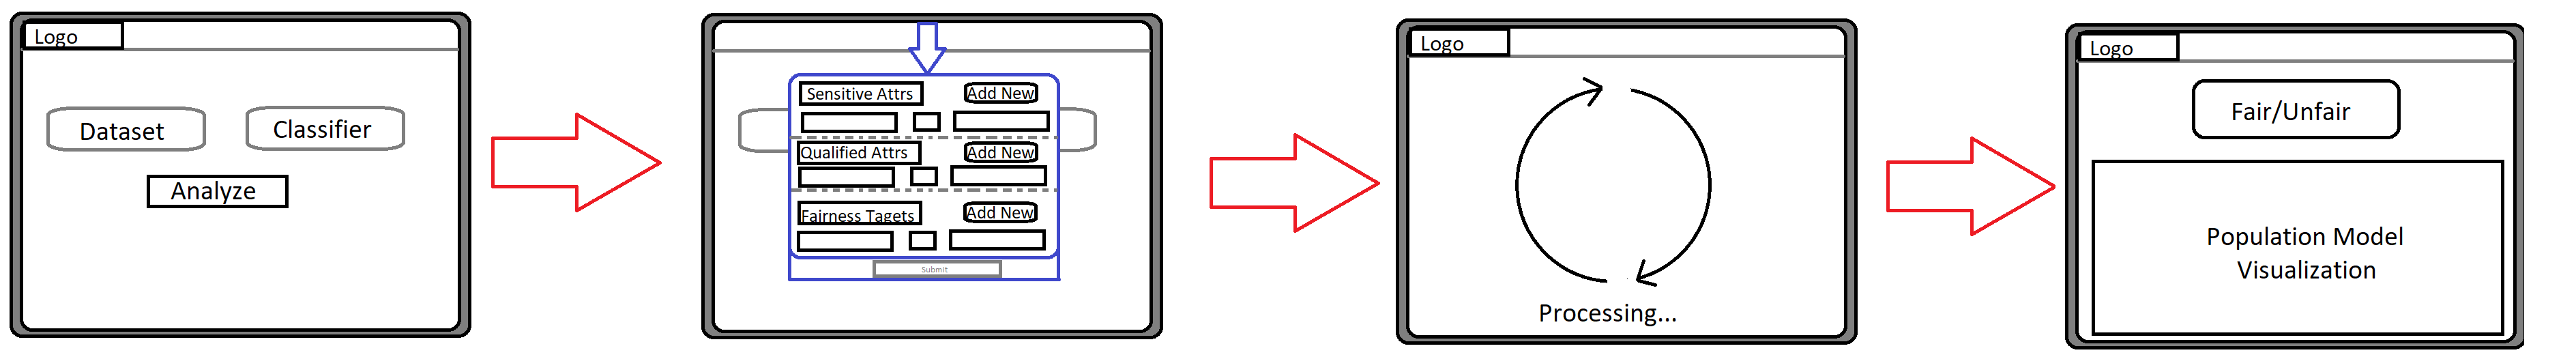 Logo
Dataset
Classifier
Analyze
Sensitive Attrs
Add New
Qualified Attrs
Add New
Fairness Tagets
Add New
Submit
Logo
Processing...
Logo
Fair/Unfair
Population Model
Visualization